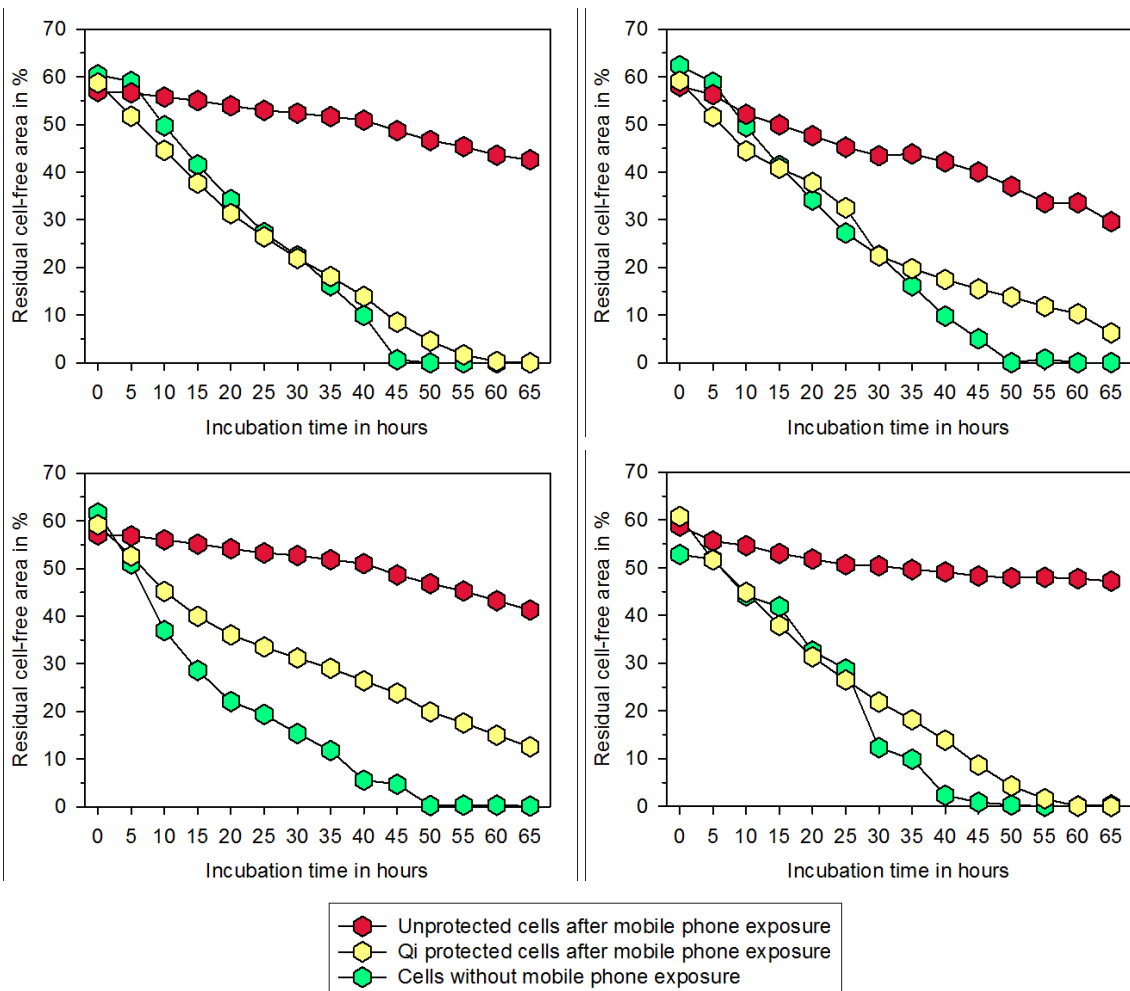 70
60
50
40
30
20
10
0
Residual cell-free area in %
0 5 10 15 20 25 30 35 40 45 50 55 60 65
Incubation time in hours
70
60
50
40
30
20
10
0
Residual cell-free area in %
0 5 10 15 20 25 30 35 40 45 50 55 60 65
Incubation time in hours
70
60
50
40
30
20
10
0
Residual cell-free area in %
0 5 10 15 20 25 30 35 40 45 50 55 60 65
Incubation time in hours
70
60
50
40
30
20
10
0
Residual cell-free area in %
0 5 10 15 20 25 30 35 40 45 50 55 60 65
Incubation time in hours
Unprotected cells after mobile phone exposure
Qi protected cells after mobile phone exposure
Cells without mobile phone exposure